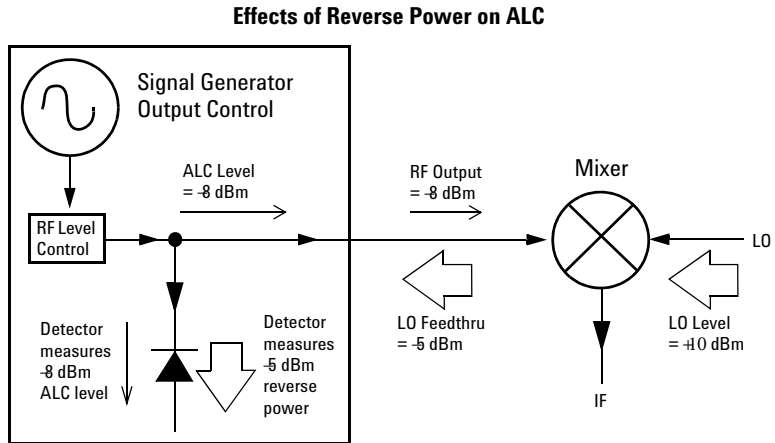 Effects of Reverse Power on ALC
Signal Generator
Output Control
ALC Level
= -8 dBm
RF Output
= -8 dBm
Mixer
RF Level
Control
LO
LO Feedthru
= -5 dBm
LO Level
= +10 dBm
Detector
measures
-8 dBm
ALC level
Detector
measures
-5 dBm
reverse
power
IF